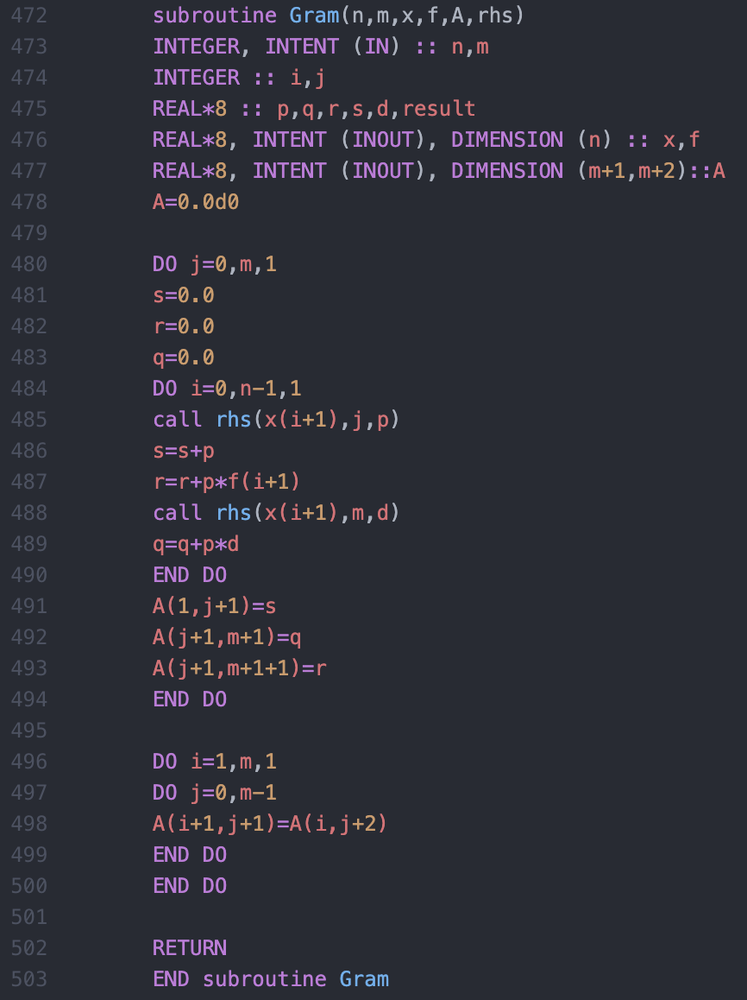 472 subroutine Gram(n,m,x,f,A,rhs)
473 INTEGER, INTENT (IN) :: n,m
474 INTEGER :: i,j
475 REAL*8 :: p,q,r,s,d,result
476 REAL*8, INTENT (INOUT), DIMENSION (n) :: x,f
477 REAL*8, INTENT (INOUT), DIMENSION (m+1,m+2)::A
478 A=0.0d0
479
480 DO j=0,m,1
481 s=0.0
482 r=0.0
483 q=0.0
484 DO i=0,n-1,1
485 call rhs(x(i+1),j,p)
486 s=s+p
487 r=r+p*f(i+1)
488 call rhs(x(i+1),m,d)
489 q=q+p*d
490 END DO
491 A(1,j+1)=s
492 A(j+1,m+1)=q
493 A(j+1,m+1+1)=r
494 END DO
495
496 DO i=1,m,1
497 DO j=0,m-1
498 A(i+1,j+1)=A(i,j+2)
499 END DO
500 END DO
501
502 RETURN
503 END subroutine Gram